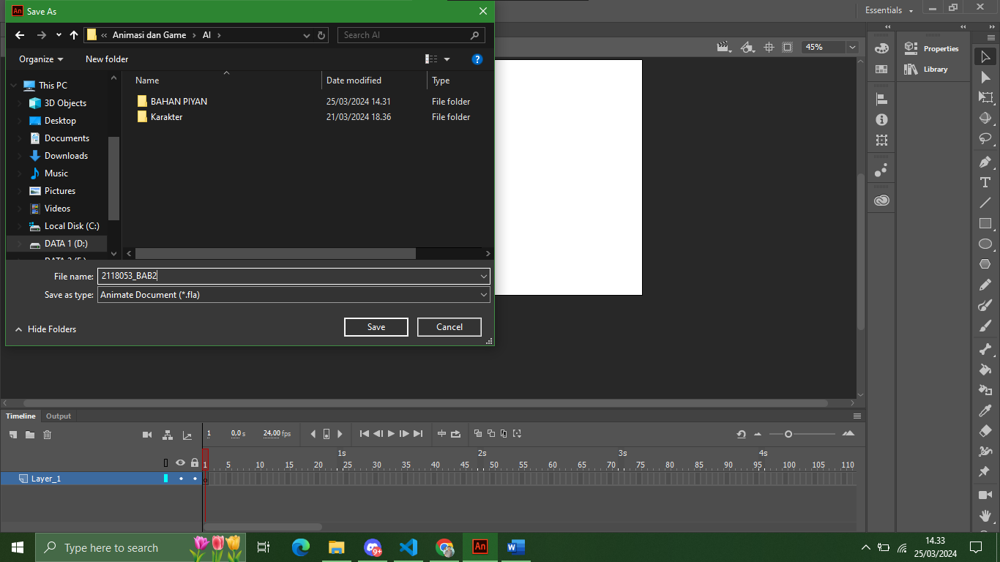 An Save As
Essentials
« Animasi dan Game › AI ›
Search AI
Organize
New folder
?
45%
Properties
Library
This PC
3D Objects
Desktop
Documents
Downloads
Music
Pictures
Videos
Local Disk (C:)
DATA 1 (D:)
Name Date modified Type
BAHAN PIYAN 25/03/2024 14.31 File folder
Karakter 21/03/2024 18.36 File folder
File name: 2118053_BAB2
Save as type: Animate Document (*.fla)
Hide Folders
Save
Cancel
Timeline Output
1 0,0 s 24,00 fps
1s 2s 3s 4s
1 5 10 15 20 25 30 35 40 45 50 55 60 65 70 75 80 85 90 95 100 105 110
Layer_1
Type here to search
9+
An
W
14.33
25/03/2024